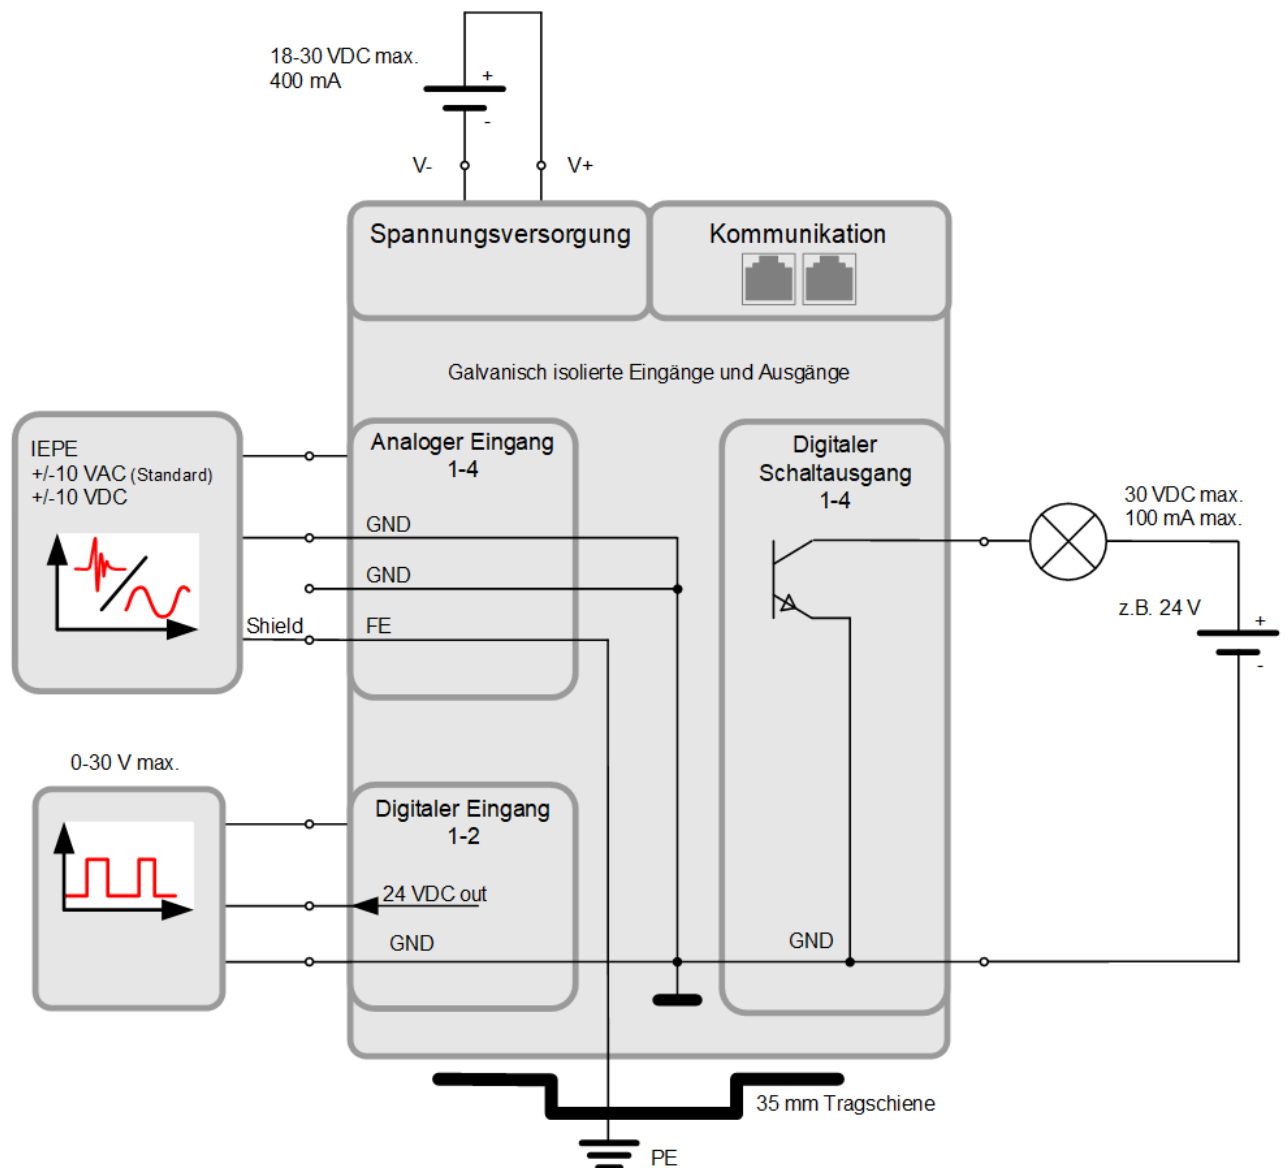 18-30 VDC max.
400 mA
+
-
V-
V+
Spannungsversorgung
Kommunikation
Galvanisch isolierte Eingänge und Ausgänge
IEPE
+/-10 VAC (Standard)
+/-10 VDC
Shield
Analoger Eingang
1-4
GND
GND
FE
Digitaler
Schaltausgang
1-4
30 VDC max.
100 mA max.
z.B. 24 V
+
-
0-30 V max.
Digitaler Eingang
1-2
24 VDC out
GND
GND
35 mm Tragschiene
PE